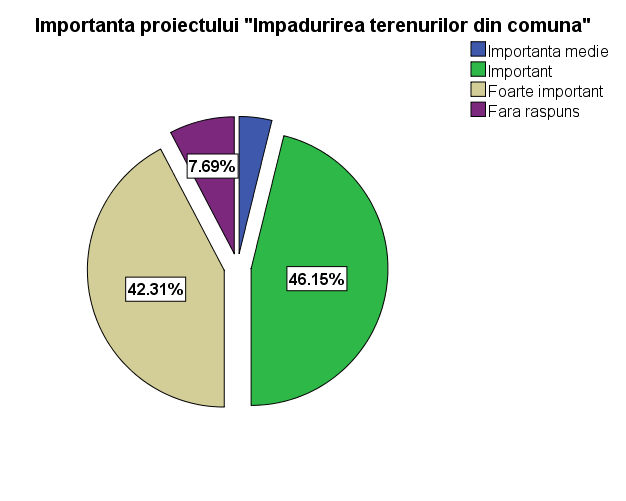 Importanta proiectului "Impadurirea terenurilor din comuna"
Importanta medie
Important
Foarte important
Fara raspuns
7.69%
46.15%
42.31%